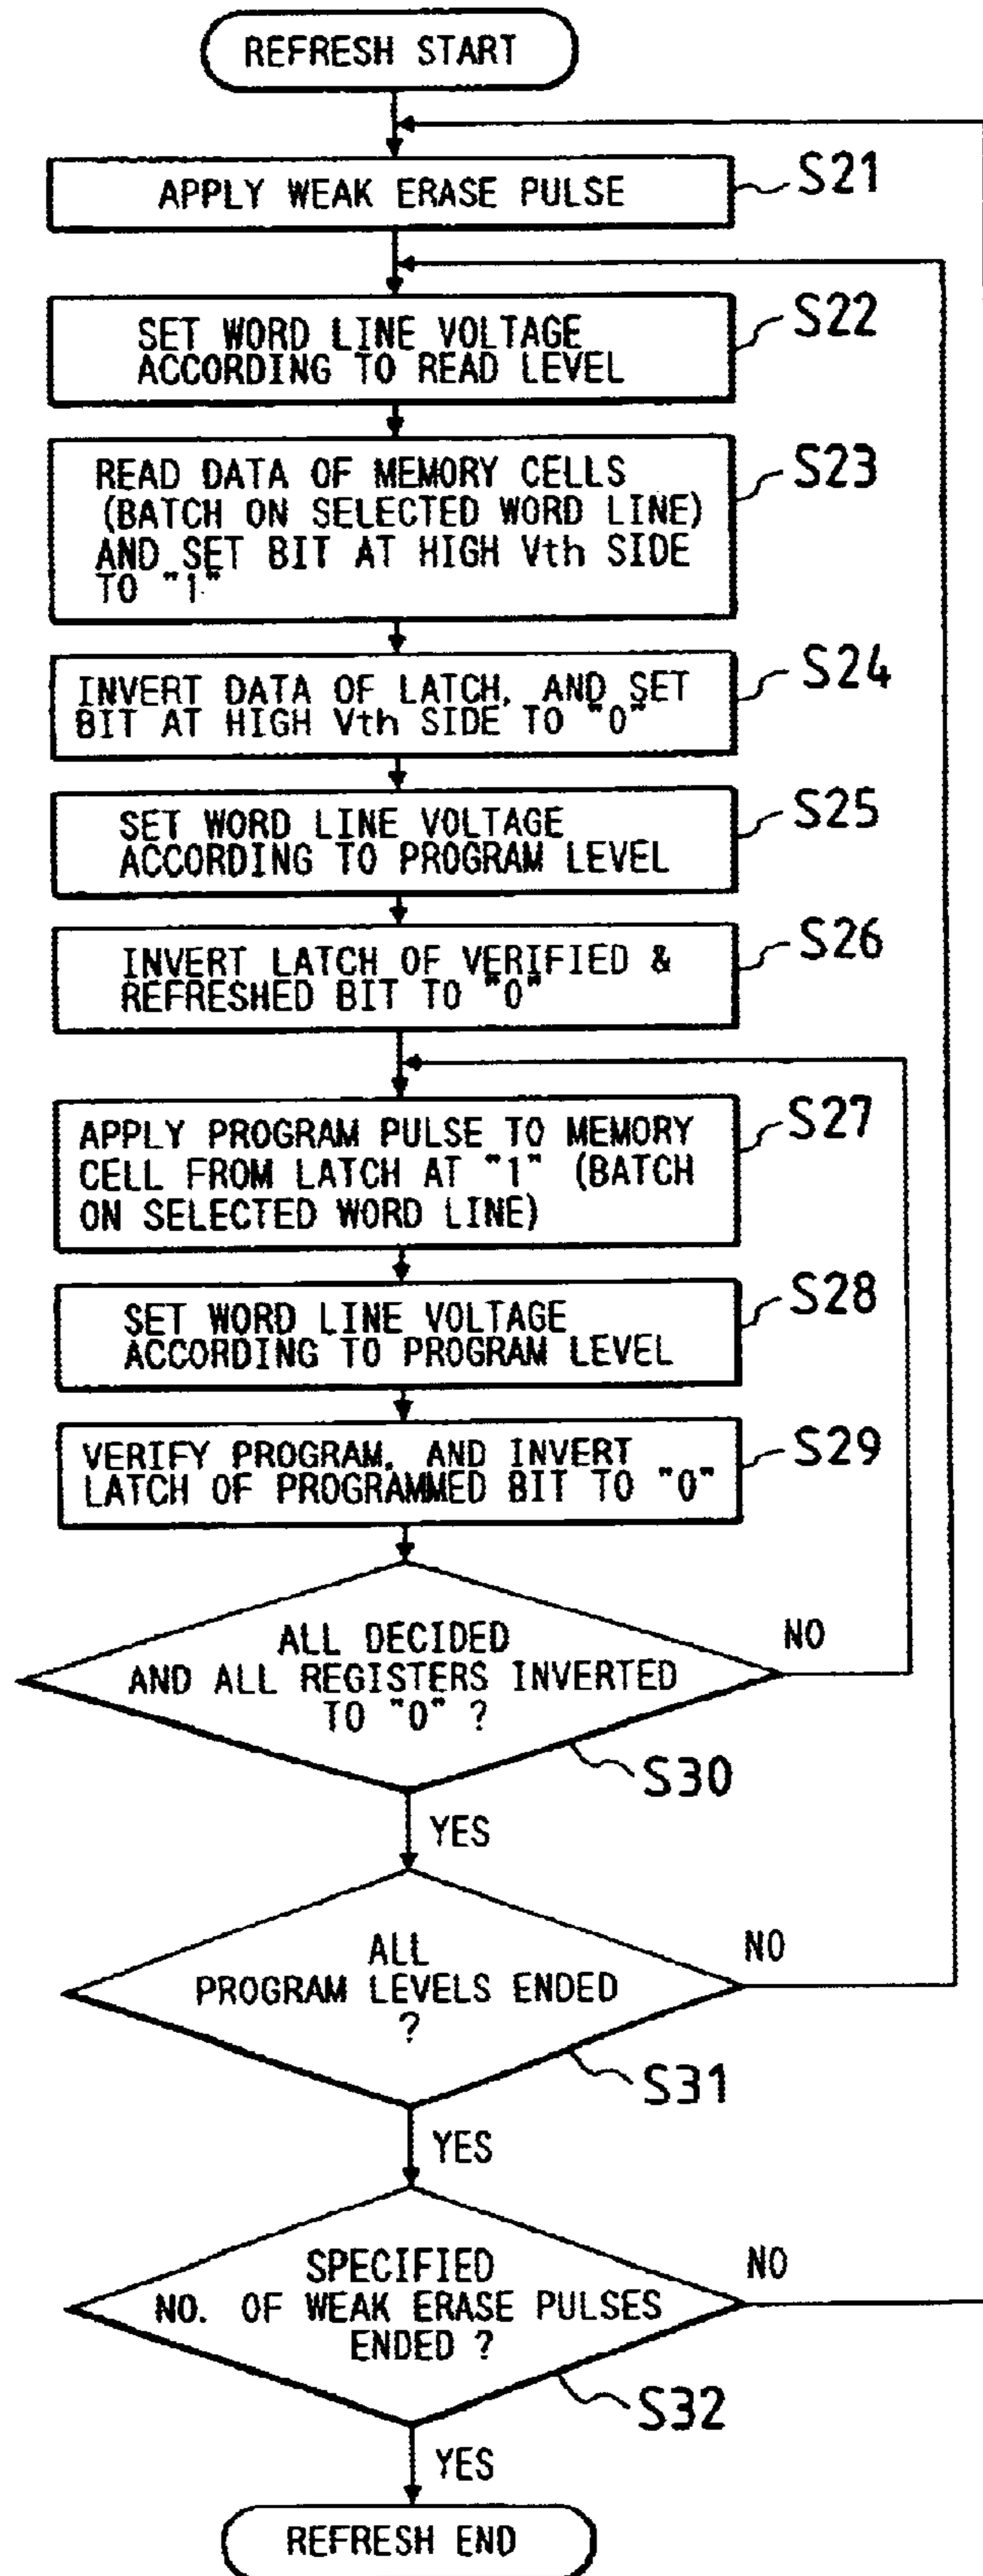 REFRESH START
APPLY WEAK ERASE PULSE
S21
SET WORD LINE VOLTAGE
ACCORDING TO READ LEVEL
S22
READ DATA OF MEMORY CELLS
(BATCH ON SELECTED WORD LINE)
AND SET BIT AT HIGH Vth SIDE
TO "1"
S23
INVERT DATA OF LATCH, AND SET
BIT AT HIGH Vth SIDE TO "0"
S24
SET WORD LINE VOLTAGE
ACCORDING TO PROGRAM LEVEL
S25
INVERT LATCH OF VERIFIED &
REFRESHED BIT TO "0"
S26
APPLY PROGRAM PULSE TO MEMORY
CELL FROM LATCH AT "1" (BATCH
ON SELECTED WORD LINE)
S27
SET WORD LINE VOLTAGE
ACCORDING TO PROGRAM LEVEL
S28
VERIFY PROGRAM, AND INVERT
LATCH OF PROGRAMMED BIT TO "0"
S29
ALL DECIDED
AND ALL REGISTERS INVERTED
TO "0" ?
NO
S30
YES
ALL
PROGRAM LEVELS ENDED
?
NO
S31
YES
SPECIFIED
NO. OF WEAK ERASE PULSES
ENDED ?
NO
S32
YES
REFRESH END